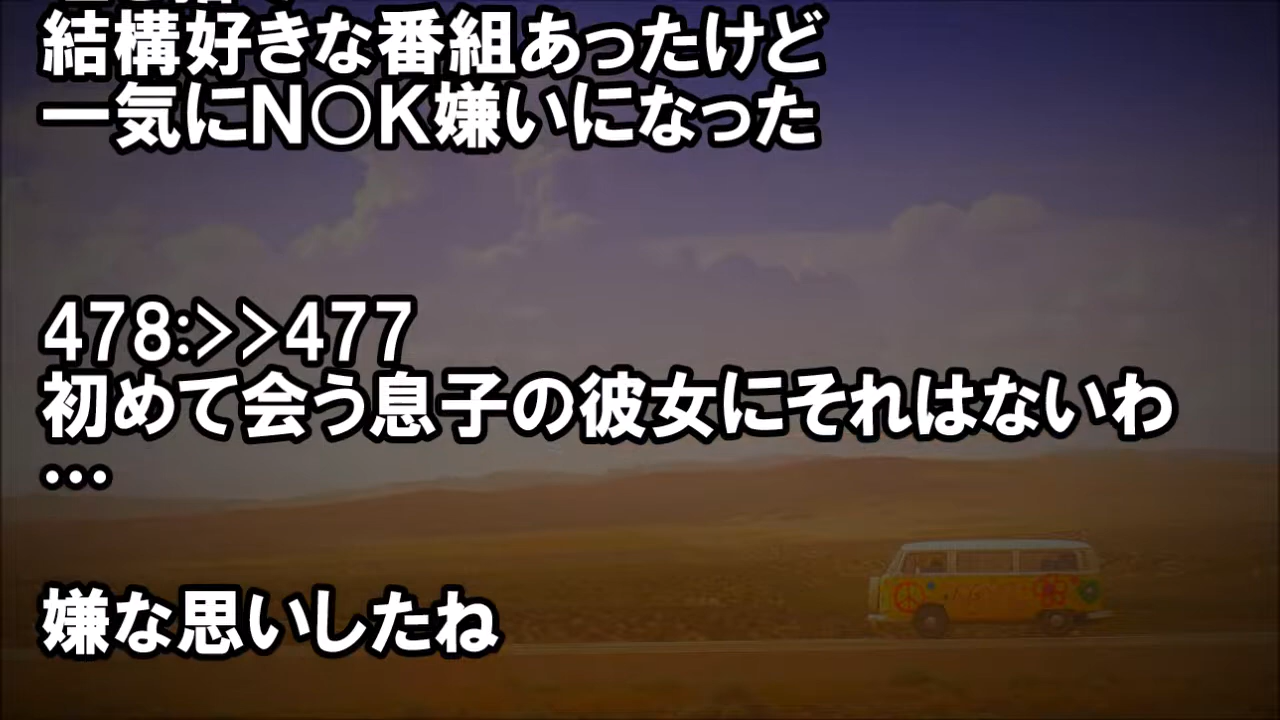 結構好きな番組あったけど
一気にN○K嫌いになった
478:>>477
初めて会う息子の彼女にそれはないわ
…
嫌な思いしたね